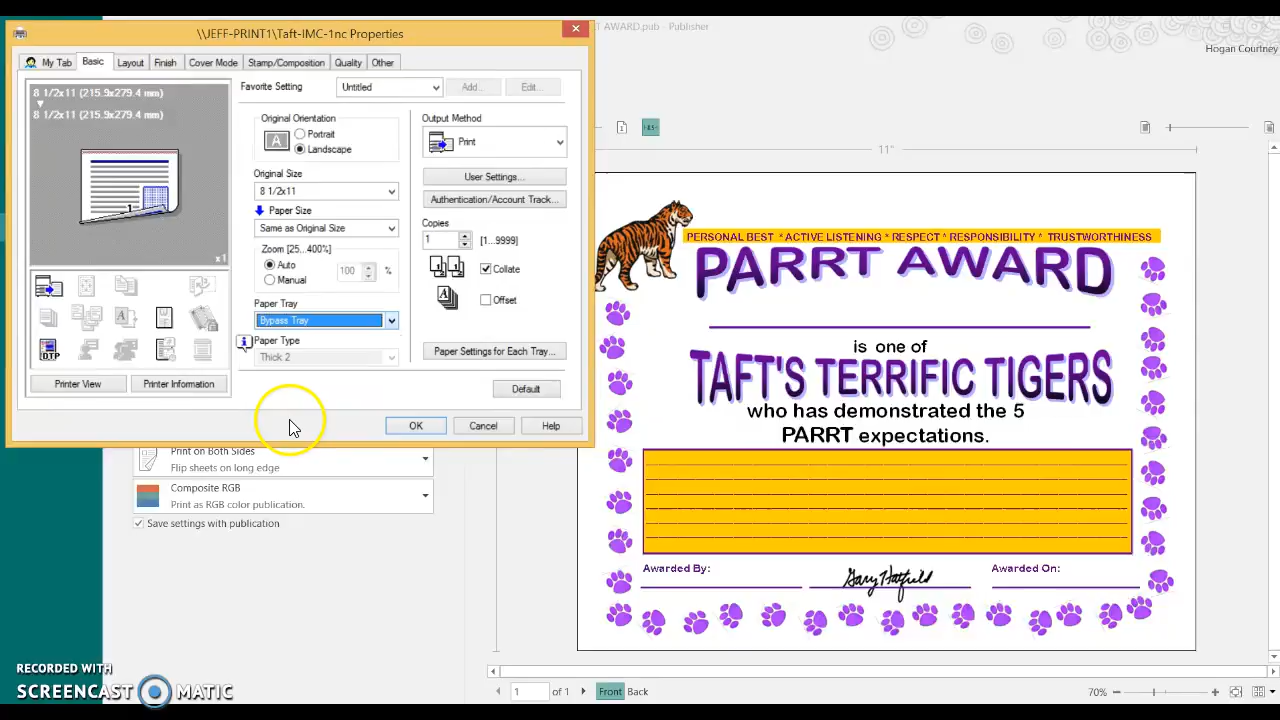 AWARD.pub - Publisher
Hogan Courtney
\\JEFF-PRINT1\Taft-IMC-1nc Properties
My Tab
Basic
Layout
Finish
Cover Mode
Stamp/Composition
Quality
Other
8 1/2x11 (215.9x279.4 mm)
8 1/2x11 (215.9x279.4 mm)
1
x1
Printer View
Printer Information
Favorite Setting
Untitled
Add...
Edit...
Original Orientation
A
Portrait
Landscape
Original Size
8 1/2x11
Paper Size
Same as Original Size
Zoom [25...400%]
Auto
Manual
100
%
Paper Tray
Bypass Tray
Paper Type
Thick 2
Output Method
Print
User Settings...
Authentication/Account Track...
Copies
1
[1...9999]
Collate
Offset
Paper Settings for Each Tray...
Default
OK
Cancel
Help
Print on Both Sides
Flip sheets on long edge
Composite RGB
Print as RGB color publication.
Save settings with publication
11"
PERSONAL BEST * ACTIVE LISTENING * RESPECT * RESPONSIBILITY * TRUSTWORTHINESS
PARRT AWARD
is one of
TAFT'S TERRIFIC TIGERS
who has demonstrated the 5
PARRT expectations.
Awarded By:
Gary Hatfield
Awarded On:
1 of 1
Front
Back
70%
RECORDED WITH
SCREENCAST MATIC